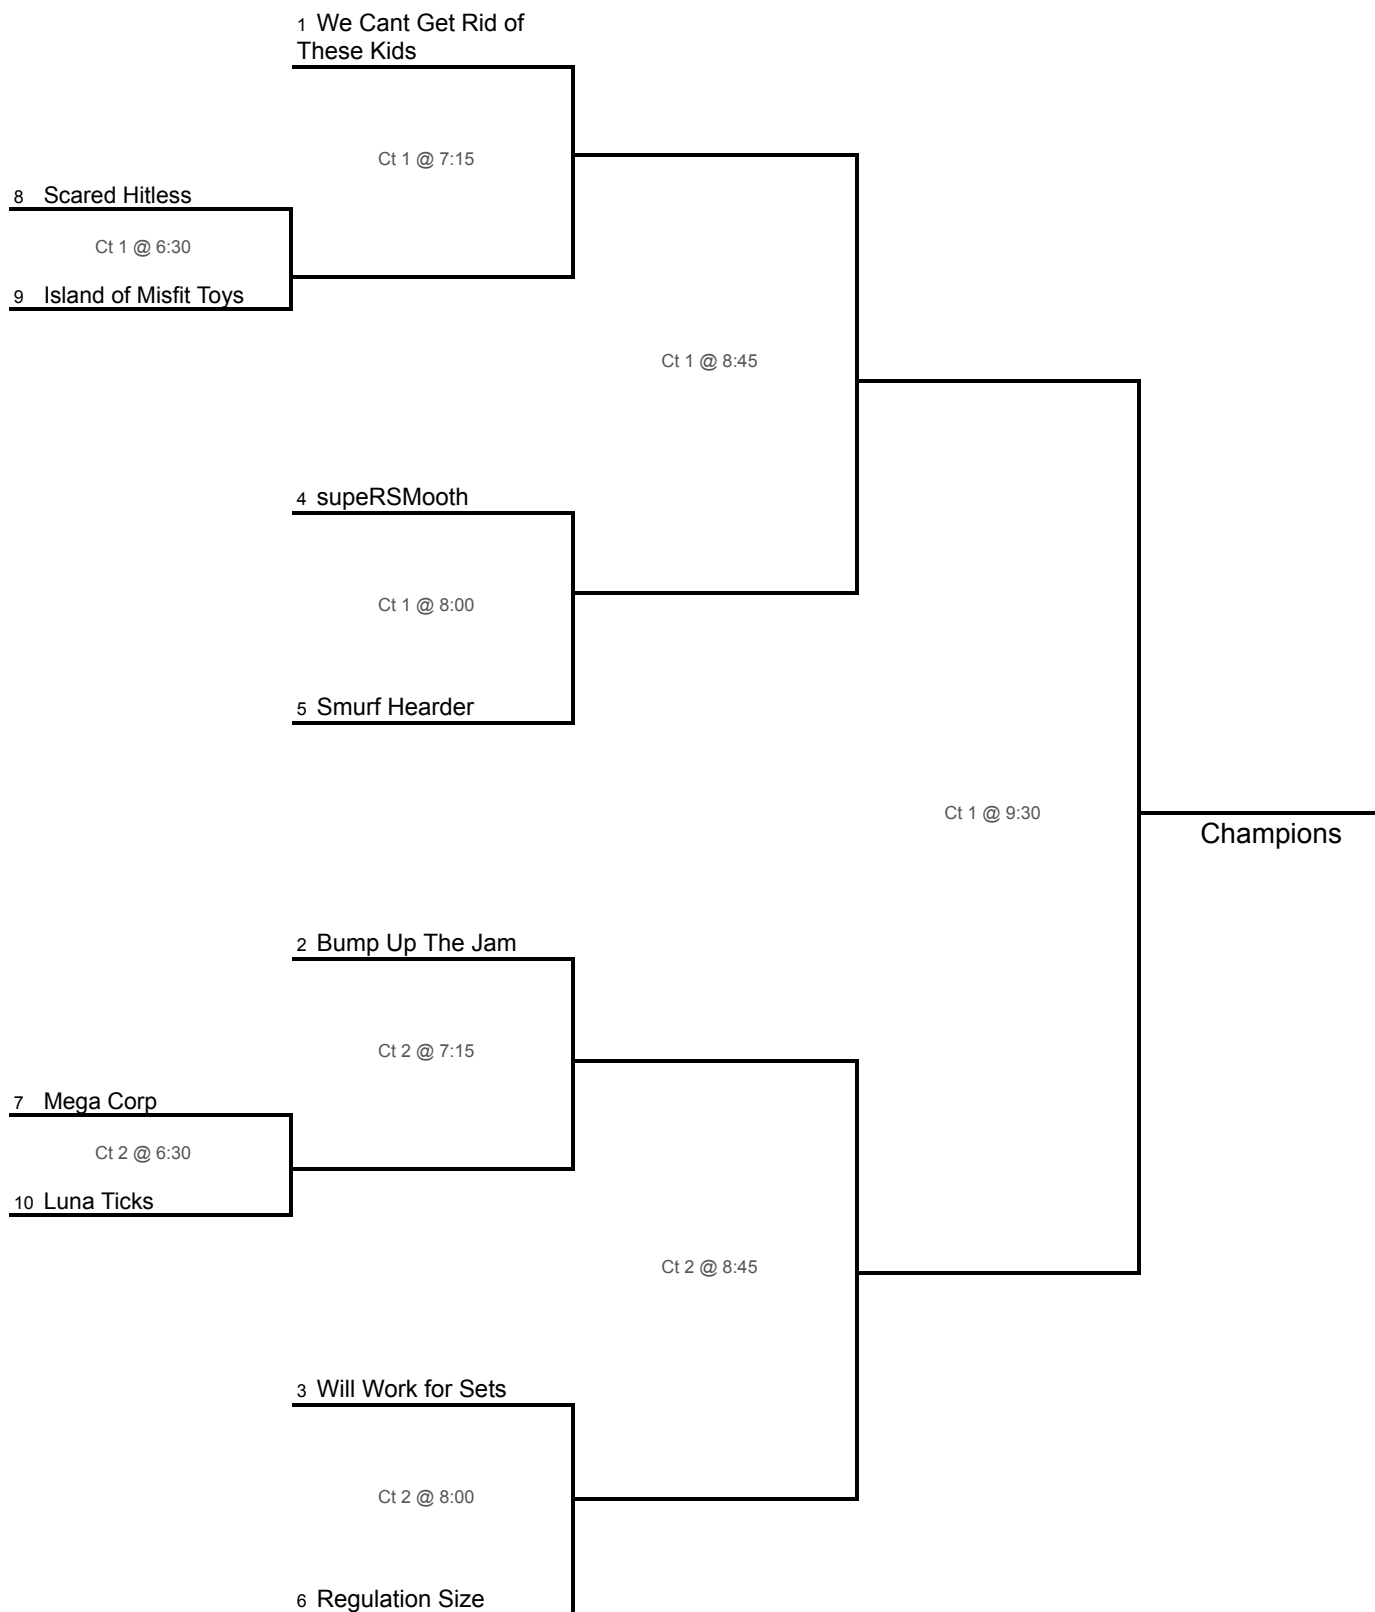 1 We Cant Get Rid of
These Kids
Ct 1 @ 7:15
8 Scared Hitless
Ct 1 @ 6:30
9 Island of Misfit Toys
Ct 1 @ 8:45
4 supeRSMooth
Ct 1 @ 8:00
5 Smurf Hearder
Ct 1 @ 9:30
Champions
2 Bump Up The Jam
Ct 2 @ 7:15
7 Mega Corp
Ct 2 @ 6:30
10 Luna Ticks
Ct 2 @ 8:45
3 Will Work for Sets
Ct 2 @ 8:00
6 Regulation Size